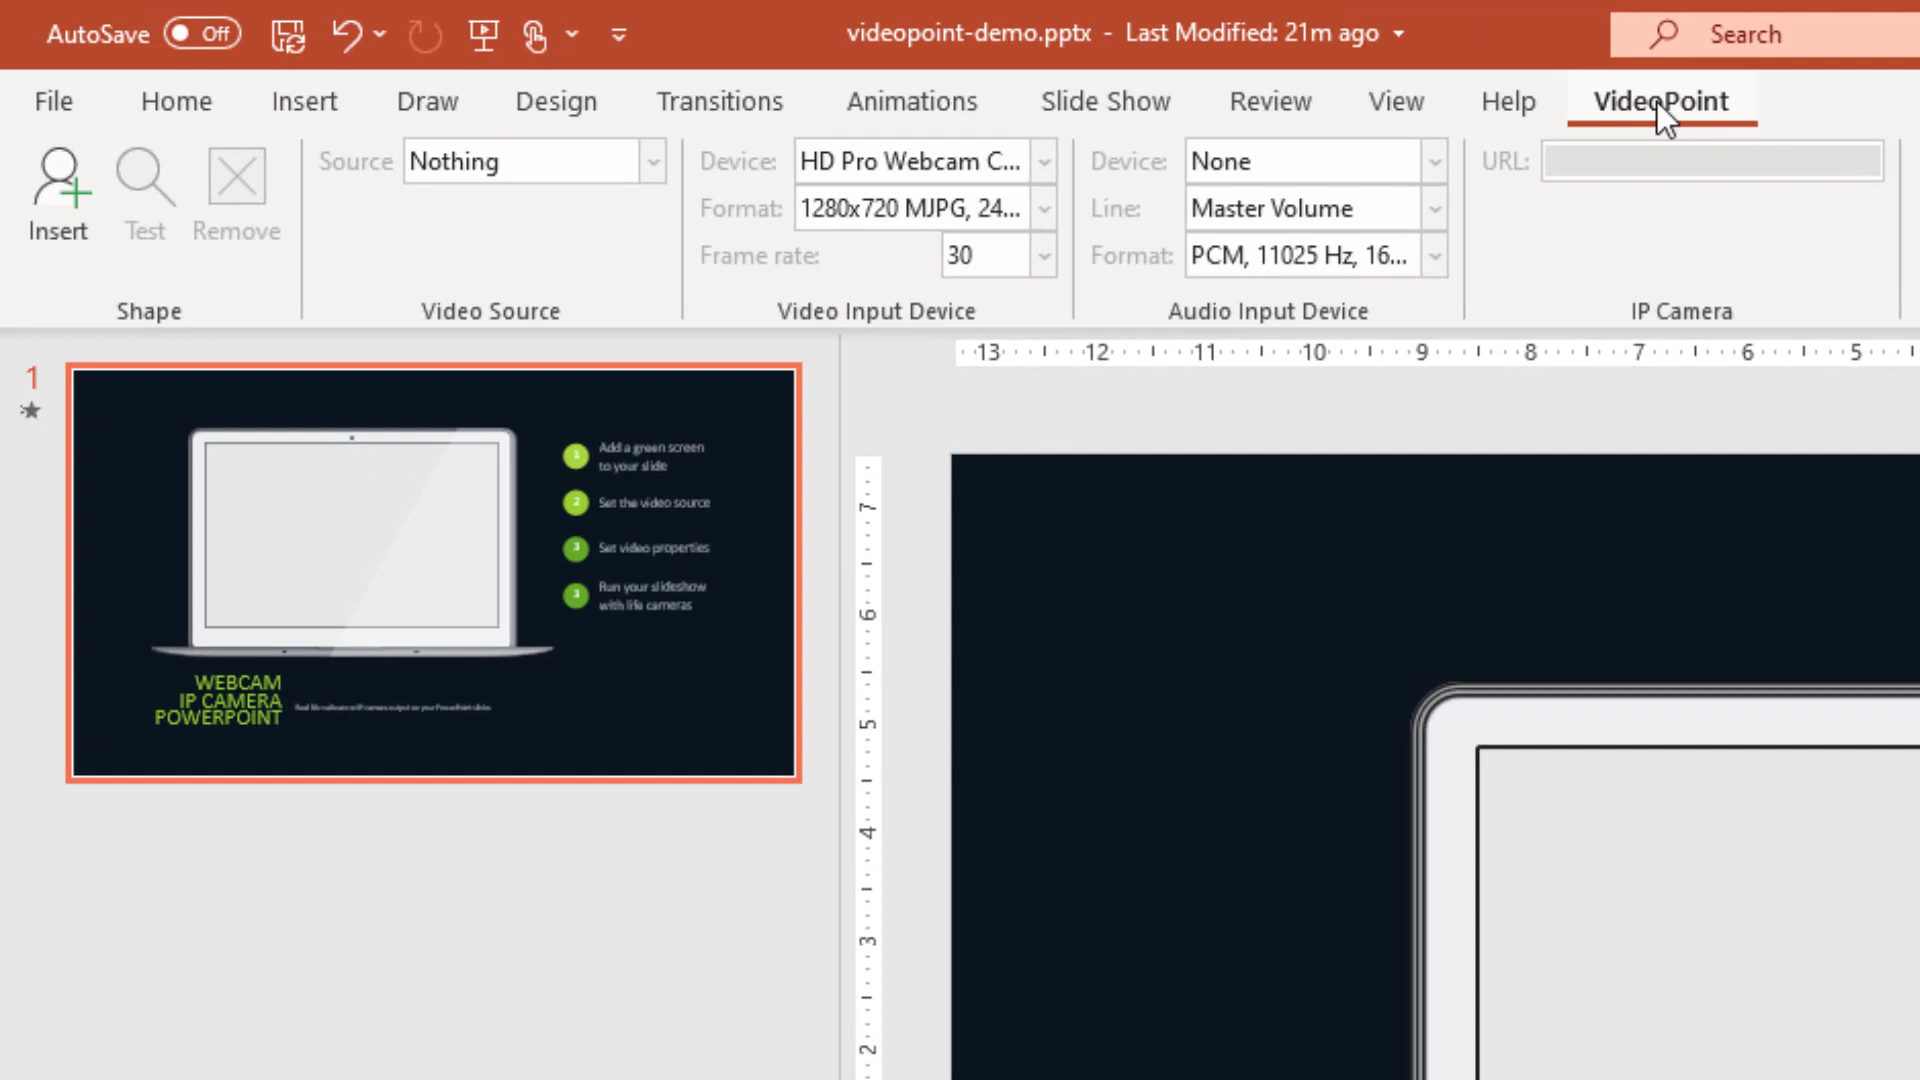 AutoSave Off videopoint-demo.pptx - Last Modified: 21m ago Search
File Home Insert Draw Design Transitions Animations Slide Show Review View Help VideoPoint
Insert Test Remove
Shape
Source Nothing
Video Source
Device: HD Pro Webcam C...
Format: 1280x720 MJPG, 24...
Frame rate: 30
Video Input Device
Device: None
Line: Master Volume
Format: PCM, 11025 Hz, 16...
Audio Input Device
URL:
IP Camera
13 12 11 10 9 8 7 6 5
1
1 Add a green screen
to your slide
2 Set the video source
3 Set video properties
3 Run your slideshow
with life cameras
WEBCAM
IP CAMERA
POWERPOINT
7
6
5
4
3
2